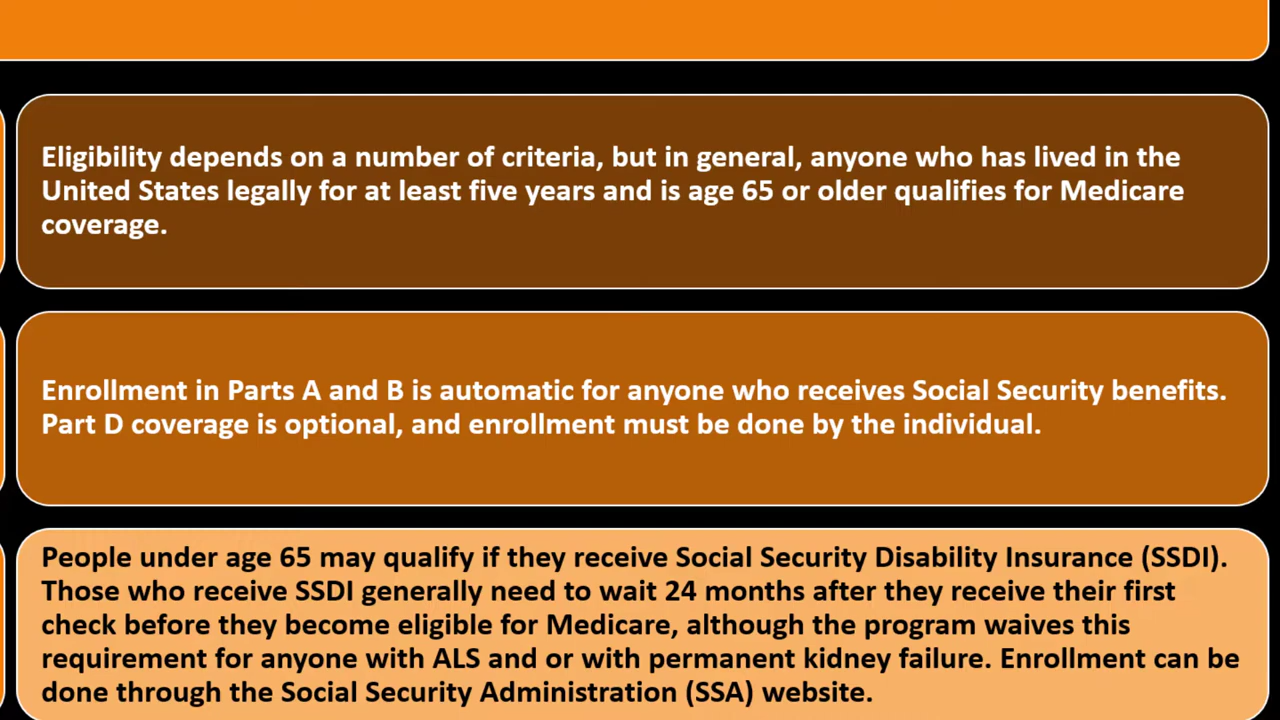 Eligibility depends on a number of criteria, but in general, anyone who has lived in the
United States legally for at least five years and is age 65 or older qualifies for Medicare
coverage.
Enrollment in Parts A and B is automatic for anyone who receives Social Security benefits.
Part D coverage is optional, and enrollment must be done by the individual.
People under age 65 may qualify if they receive Social Security Disability Insurance (SSDI).
Those who receive SSDI generally need to wait 24 months after they receive their first
check before they become eligible for Medicare, although the program waives this
requirement for anyone with ALS and or with permanent kidney failure. Enrollment can be
done through the Social Security Administration (SSA) website.